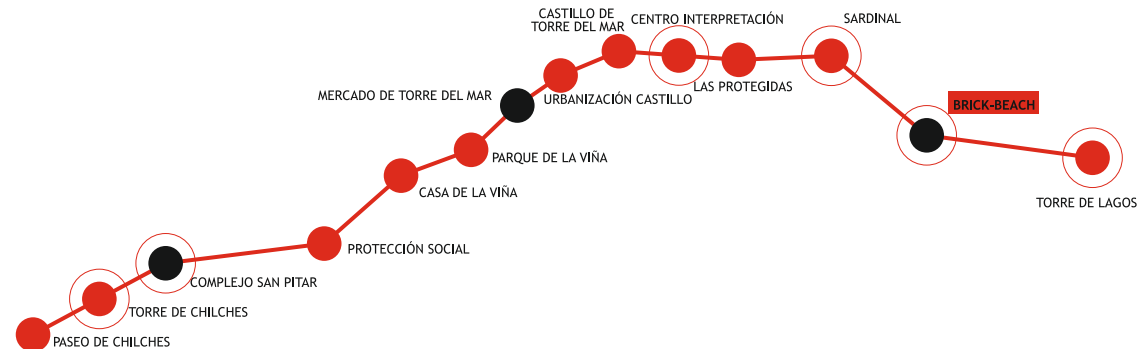 CASTILLO DE
TORRE DEL MAR
CENTRO INTERPRETACIÓN
SARDINAL
LAS PROTEGIDAS
MERCADO DE TORRE DEL MAR
URBANIZACIÓN CASTILLO
BRICK-BEACH
PARQUE DE LA VIÑA
CASA DE LA VIÑA
TORRE DE LAGOS
PROTECCIÓN SOCIAL
COMPLEJO SAN PITAR
TORRE DE CHILCHES
PASEO DE CHILCHES